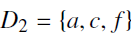 D₂ = {a, c, f}